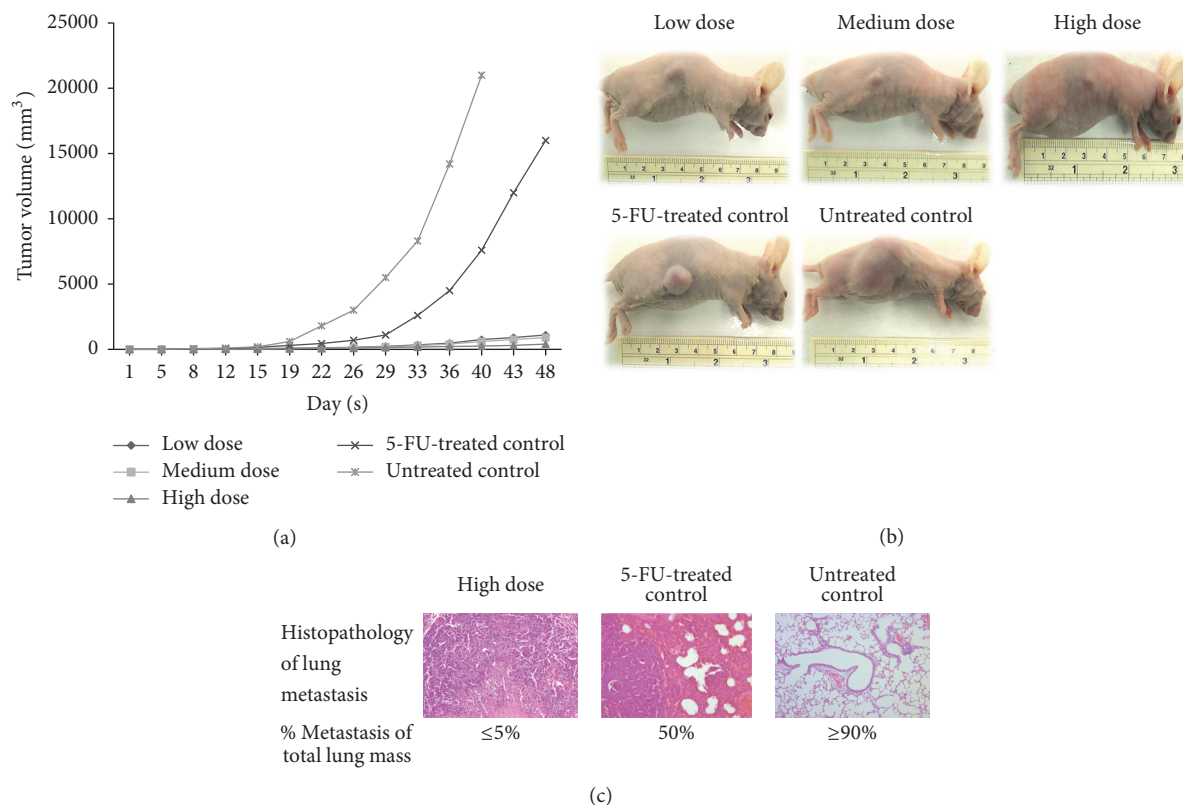 25000
20000
15000
10000
5000
0
Tumor volume (mm³)
1 5 8 12 15 19 22 26 29 33 36 40 43 48
Day (s)
Low dose
Medium dose
High dose
5-FU-treated control
Untreated control
(a)
Low dose Medium dose High dose
5-FU-treated control Untreated control
(b)
High dose
5-FU-treated
control
Untreated
control
Histopathology
of lung
metastasis
% Metastasis of
total lung mass
≤5% 50% ≥90%
(c)